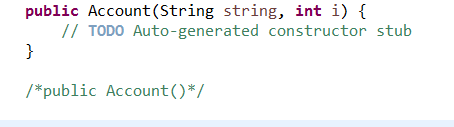 public Account(String string, int i) {
// TODO Auto-generated constructor stub
}
/*public Account()*/